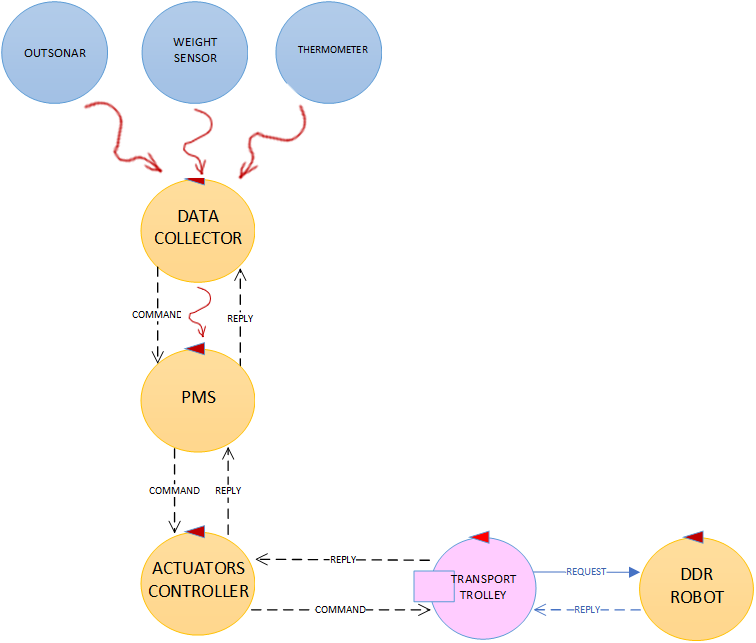 OUTSONAR
WEIGHT
SENSOR
THERMOMETER
DATA
COLLECTOR
COMMAND
REPLY
PMS
COMMAND
REPLY
ACTUATORS
CONTROLLER
REPLY
COMMAND
TRANSPORT
TROLLEY
REQUEST
REPLY
DDR
ROBOT